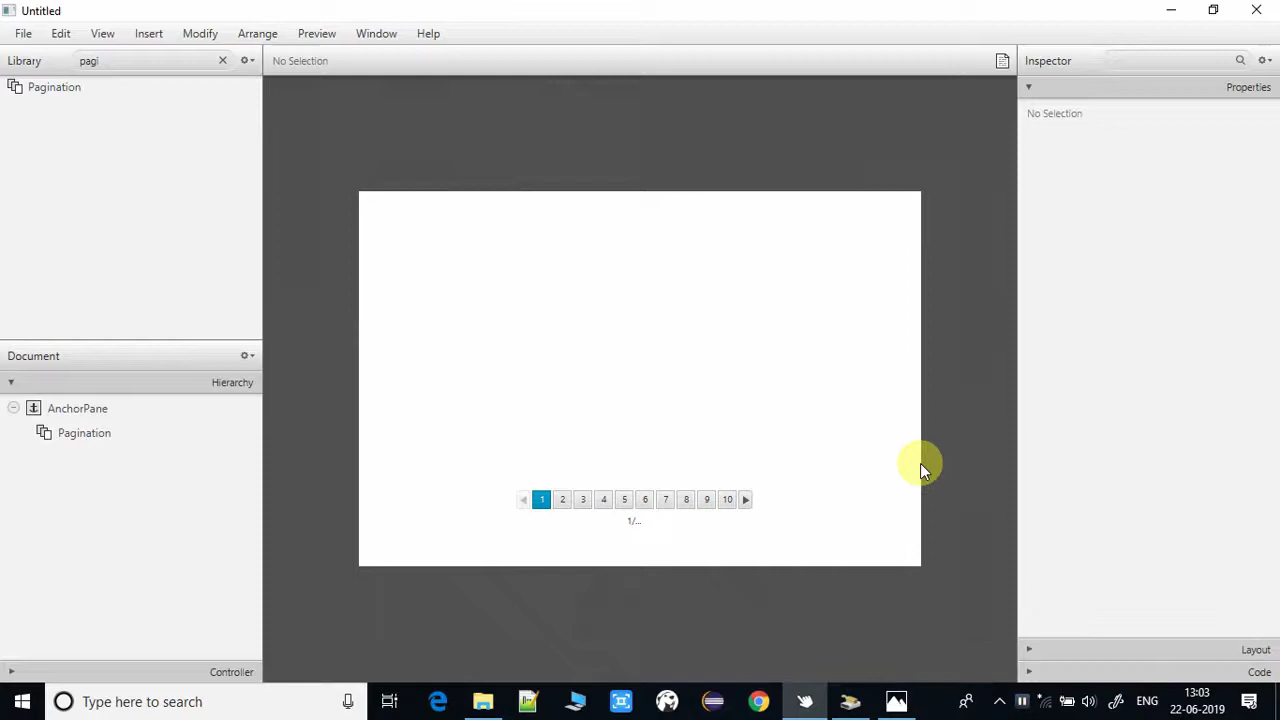 Untitled
File Edit View Insert Modify Arrange Preview Window Help
Library pagi No Selection Inspector
Pagination
Properties
No Selection
Document
Hierarchy
AnchorPane
Pagination
1 2 3 4 5 6 7 8 9 10
1/...
Layout
Controller
Code
Type here to search
ENG
13:03
22-06-2019